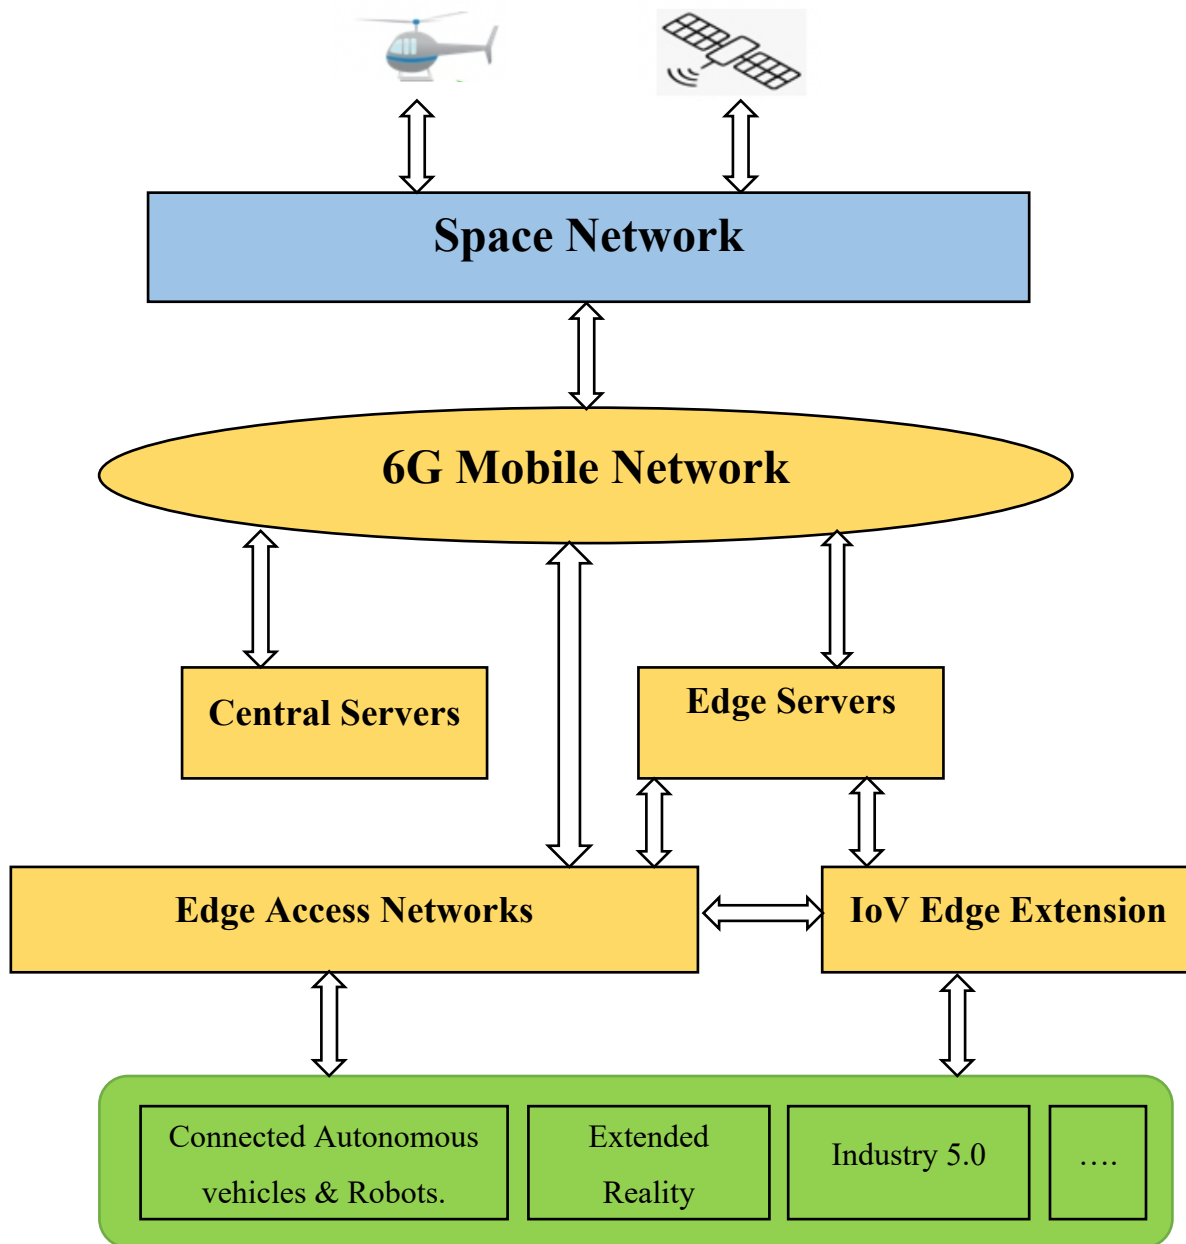 Space Network
6G Mobile Network
Central Servers
Edge Servers
Edge Access Networks
IoV Edge Extension
Connected Autonomous
vehicles & Robots.
Extended
Reality
Industry 5.0
....